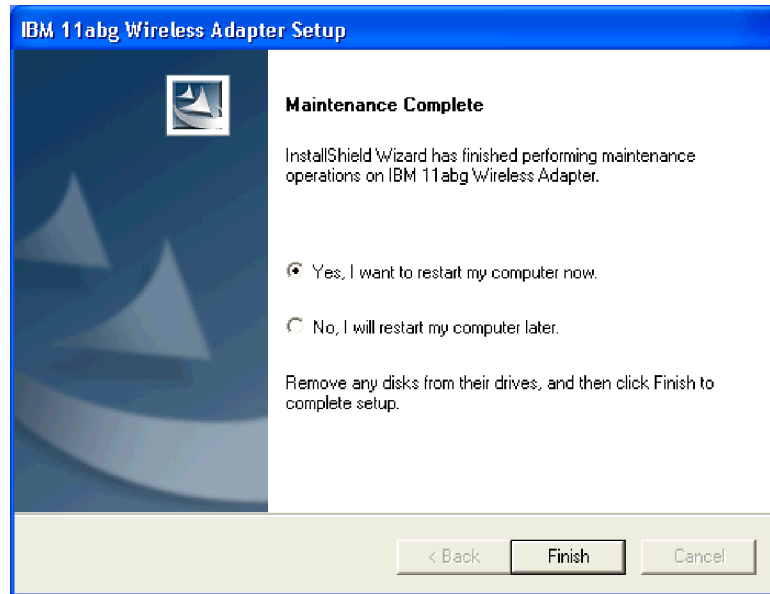 IBM 11abg Wireless Adapter Setup
Maintenance Complete
InstallShield Wizard has finished performing maintenance
operations on IBM 11abg Wireless Adapter.
Yes, I want to restart my computer now.
No, I will restart my computer later.
Remove any disks from their drives, and then click Finish to
complete setup.
< Back Finish Cancel